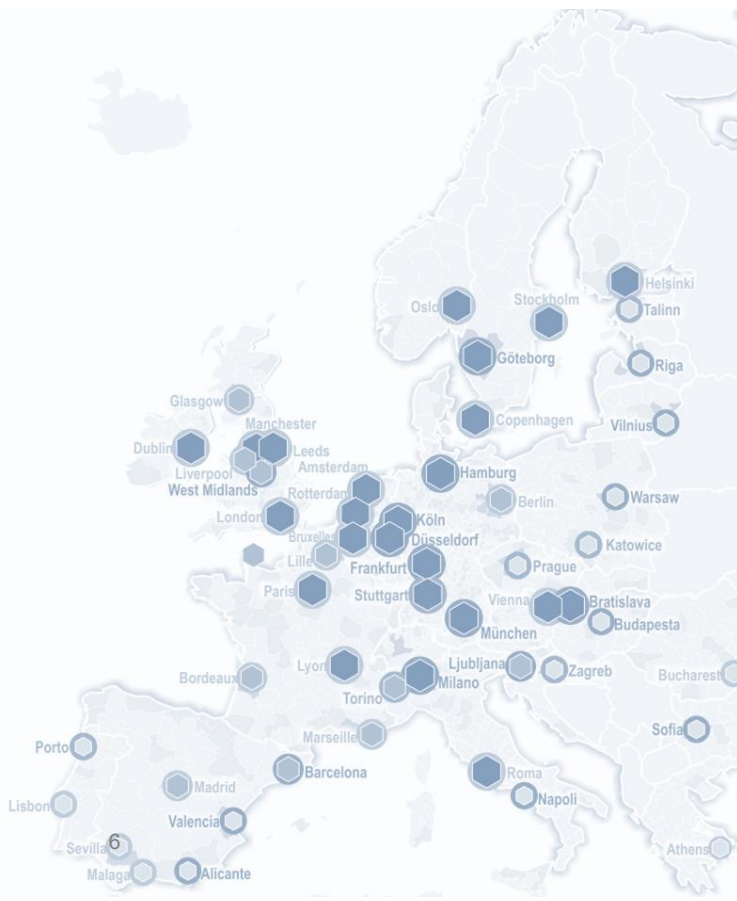 Helsinki
Oslo
Stockholm
Talinn
Göteborg
Riga
Glasgow
Copenhagen
Vilnius
Manchester
Dublin
Leeds
Liverpool
Amsterdam
Hamburg
West Midlands
Rotterdam
Berlin
Warsaw
London
Köln
Bruxelles
Düsseldorf
Katowice
Lille
Frankfurt
Prague
Paris
Stuttgart
Vienna
Bratislava
Budapesta
München
Lyon
Ljubljana
Zagreb
Bucharest
Bordeaux
Milano
Torino
Sofia
Marseille
Porto
Barcelona
Roma
Madrid
Napoli
Lisbon
Valencia
6
Sevilla
Athens
Malaga
Alicante